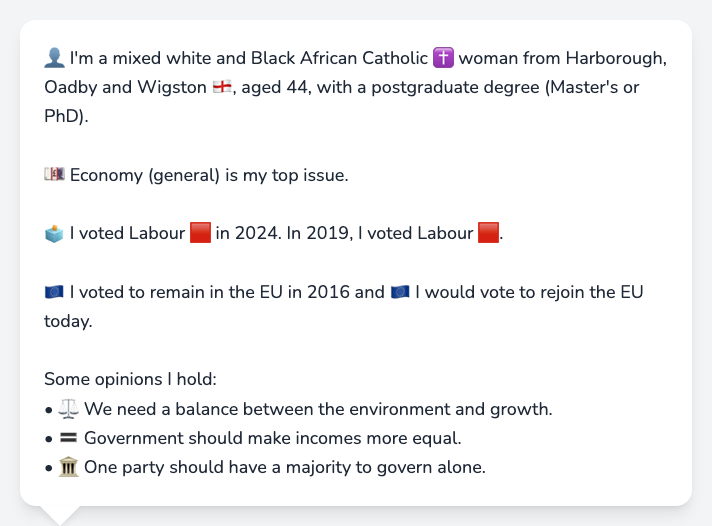 👤 I'm a mixed white and Black African Catholic ✝️ woman from Harborough,
Oadby and Wigston 🏴󠁧󠁢󠁥󠁮󠁧󠁿, aged 44, with a postgraduate degree (Master's or
PhD).
💷 Economy (general) is my top issue.
🗳️ I voted Labour 🟥 in 2024. In 2019, I voted Labour 🟥.
🇪🇺 I voted to remain in the EU in 2016 and 🇪🇺 I would vote to rejoin the EU
today.
Some opinions I hold:
• ⚖️ We need a balance between the environment and growth.
• 🟰 Government should make incomes more equal.
• 🏛️ One party should have a majority to govern alone.